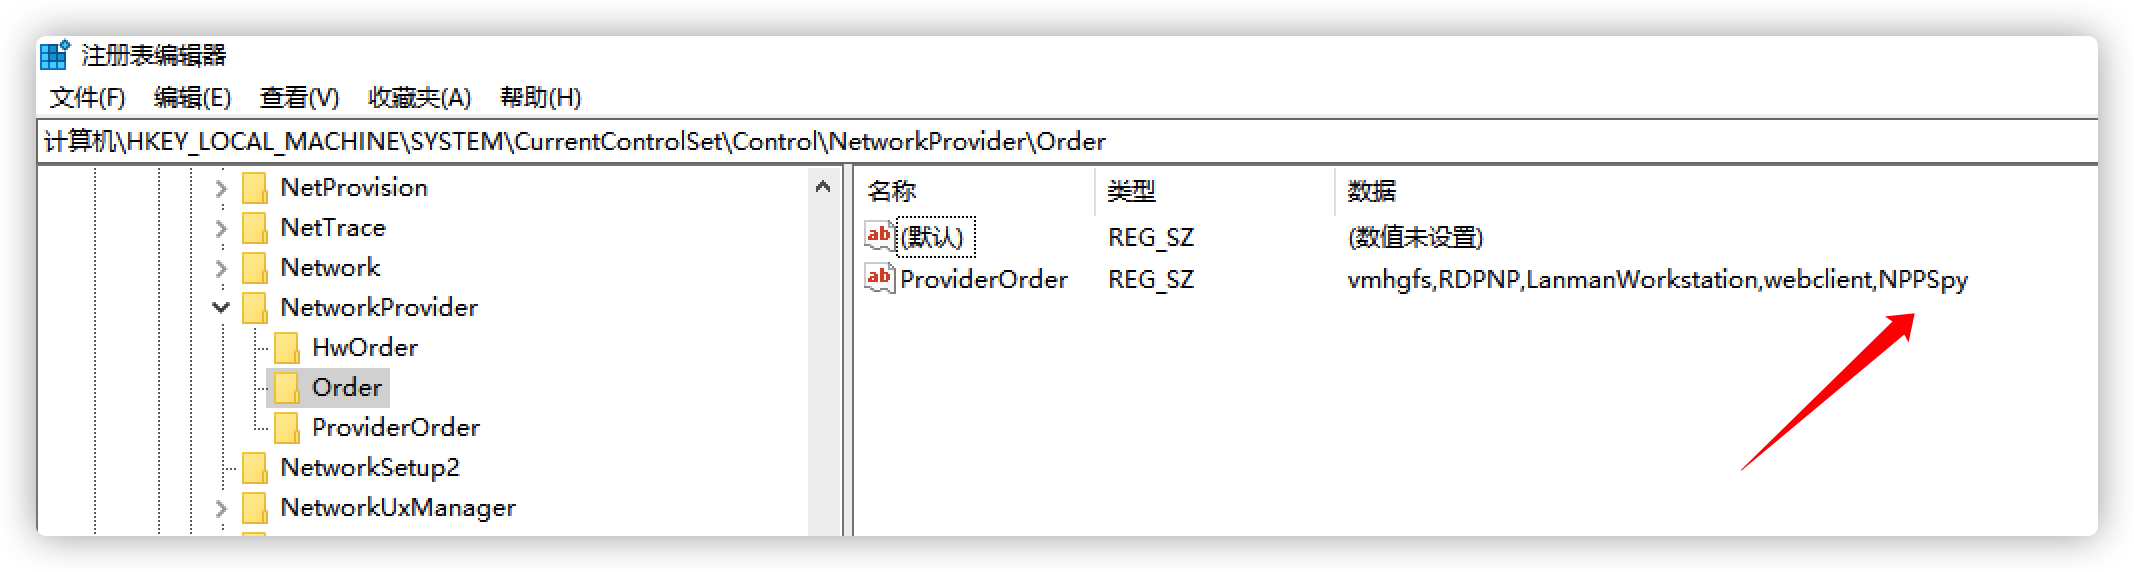 注册表编辑器
文件(F) 编辑(E) 查看(V) 收藏夹(A) 帮助(H)
计算机\HKEY_LOCAL_MACHINE\SYSTEM\CurrentControlSet\Control\NetworkProvider\Order
NetProvision
NetTrace
Network
NetworkProvider
HwOrder
Order
ProviderOrder
NetworkSetup2
NetworkUxManager
名称 类型 数据
ab (默认) REG_SZ (数值未设置)
ab ProviderOrder REG_SZ vmhgfs,RDPNP,LanmanWorkstation,webclient,NPPSpy